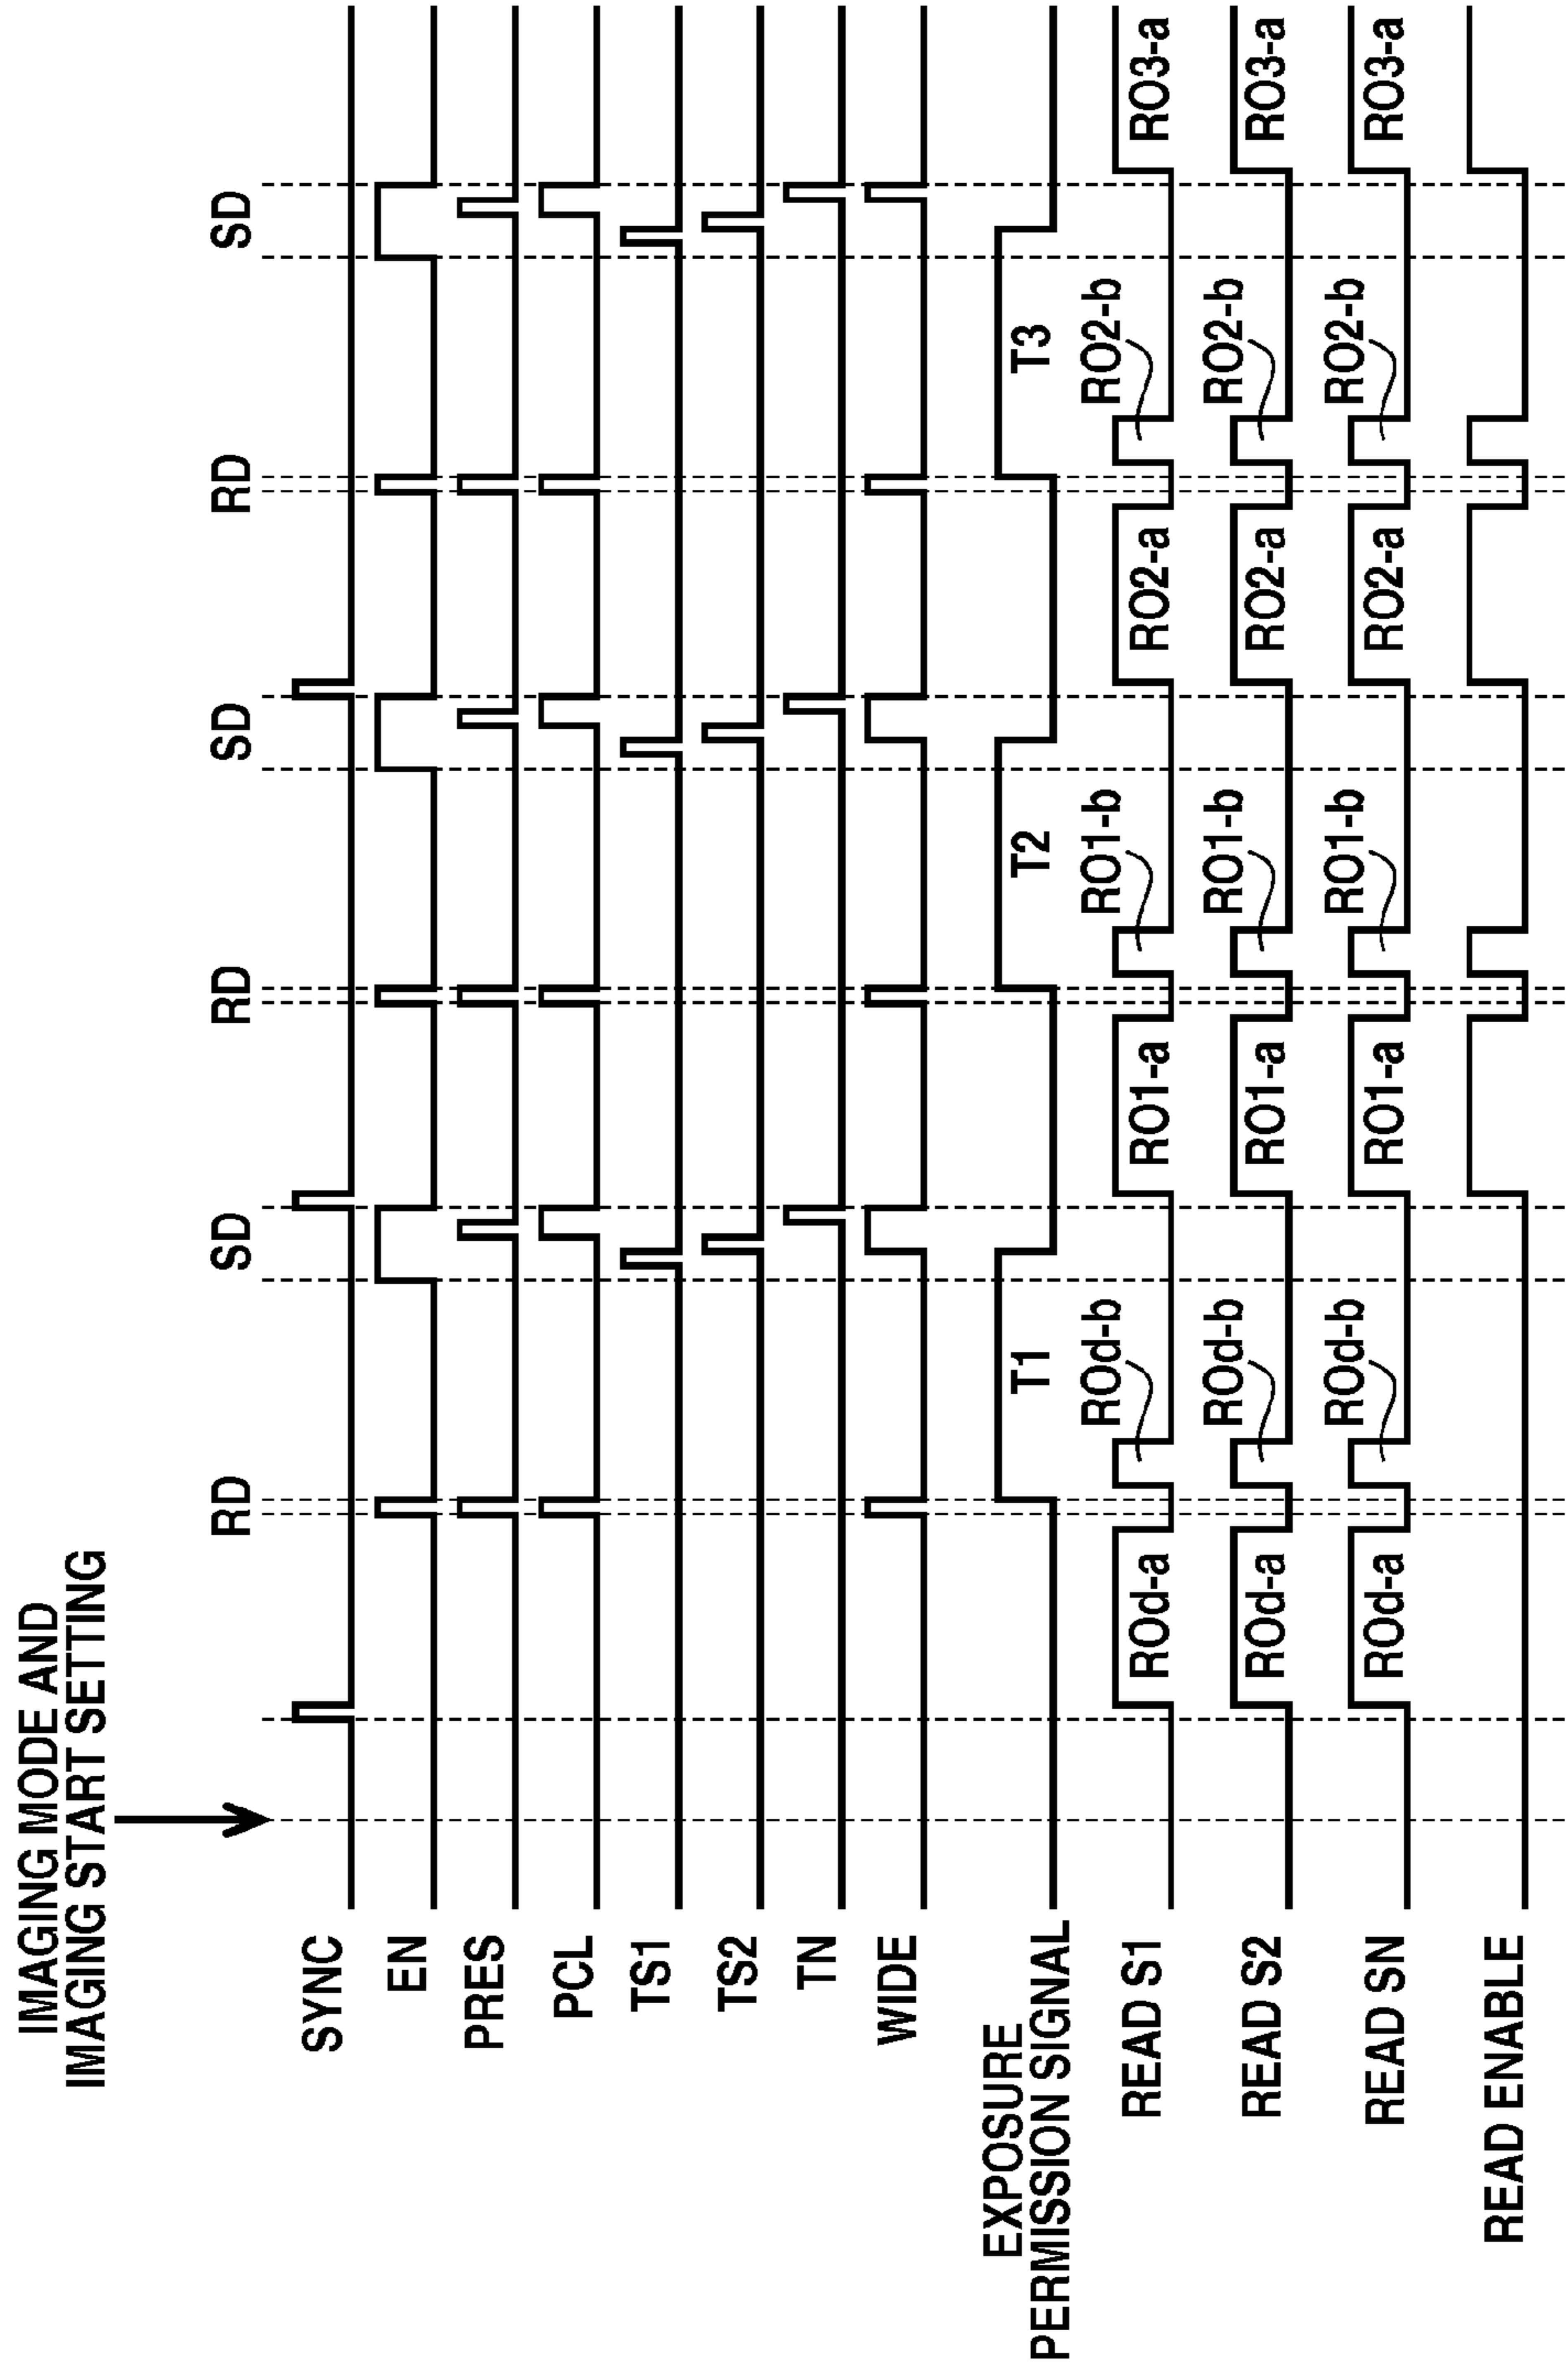 IMAGING MODE AND
IMAGING START SETTING
RD SD RD SD RD SD
SYNC
EN
PRES
PCL
TS1
TS2
TN
WIDE
EXPOSURE
PERMISSION SIGNAL
T1 T2 T3
READ S1
ROd-a ROd-b RO1-a RO1-b RO2-a RO2-b RO3-a
READ S2
ROd-a ROd-b RO1-a RO1-b RO2-a RO2-b RO3-a
READ SN
ROd-a ROd-b RO1-a RO1-b RO2-a RO2-b RO3-a
READ ENABLE